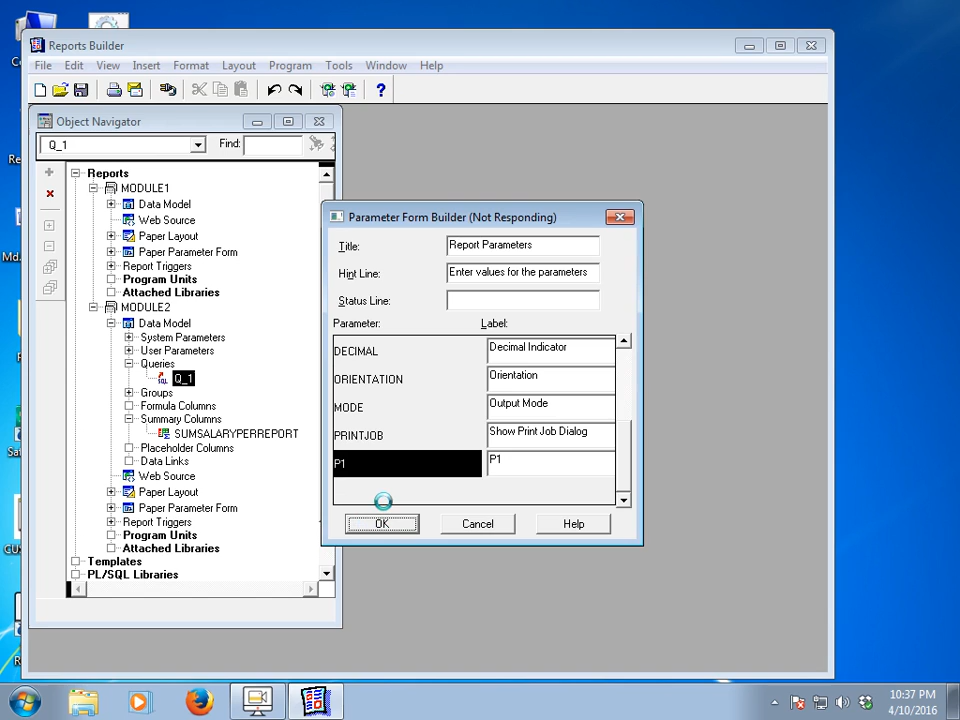 Reports Builder
File Edit View Insert Format Layout Program Tools Window Help
Object Navigator
Q_1 Find:
Reports
MODULE1
Data Model
Web Source
Paper Layout
Paper Parameter Form
Report Triggers
Program Units
Attached Libraries
MODULE2
Data Model
System Parameters
User Parameters
Queries
Q_1
Groups
Formula Columns
Summary Columns
SUMSALARYPERREPORT
Placeholder Columns
Data Links
Web Source
Paper Layout
Paper Parameter Form
Report Triggers
Program Units
Attached Libraries
Templates
PL/SQL Libraries
Parameter Form Builder (Not Responding)
Title: Report Parameters
Hint Line: Enter values for the parameters
Status Line:
Parameter: Label:
DECIMAL Decimal Indicator
ORIENTATION Orientation
MODE Output Mode
PRINTJOB Show Print Job Dialog
P1 P1
OK Cancel Help
10:37 PM
4/10/2016